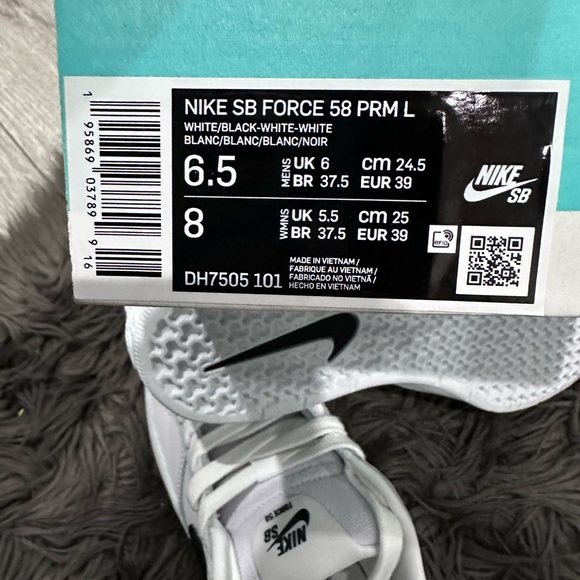 NIKE SB FORCE 58 PRM L
WHITE/BLACK-WHITE-WHITE
BLANC/BLANC/BLANC/NOIR
6.5 MENS UK 6 CM 24.5
BR 37.5 EUR 39
8 WMNS UK 5.5 CM 25
BR 37.5 EUR 39
NIKE
SB
RFID
DH7505 101
MADE IN VIETNAM /
FABRIQUE AU VIETNAM /
FABRICADO NO VIETNÃ /
HECHO EN VIETNAM
1 95869 03789 9 16
NIKE
SB
FORCE 58